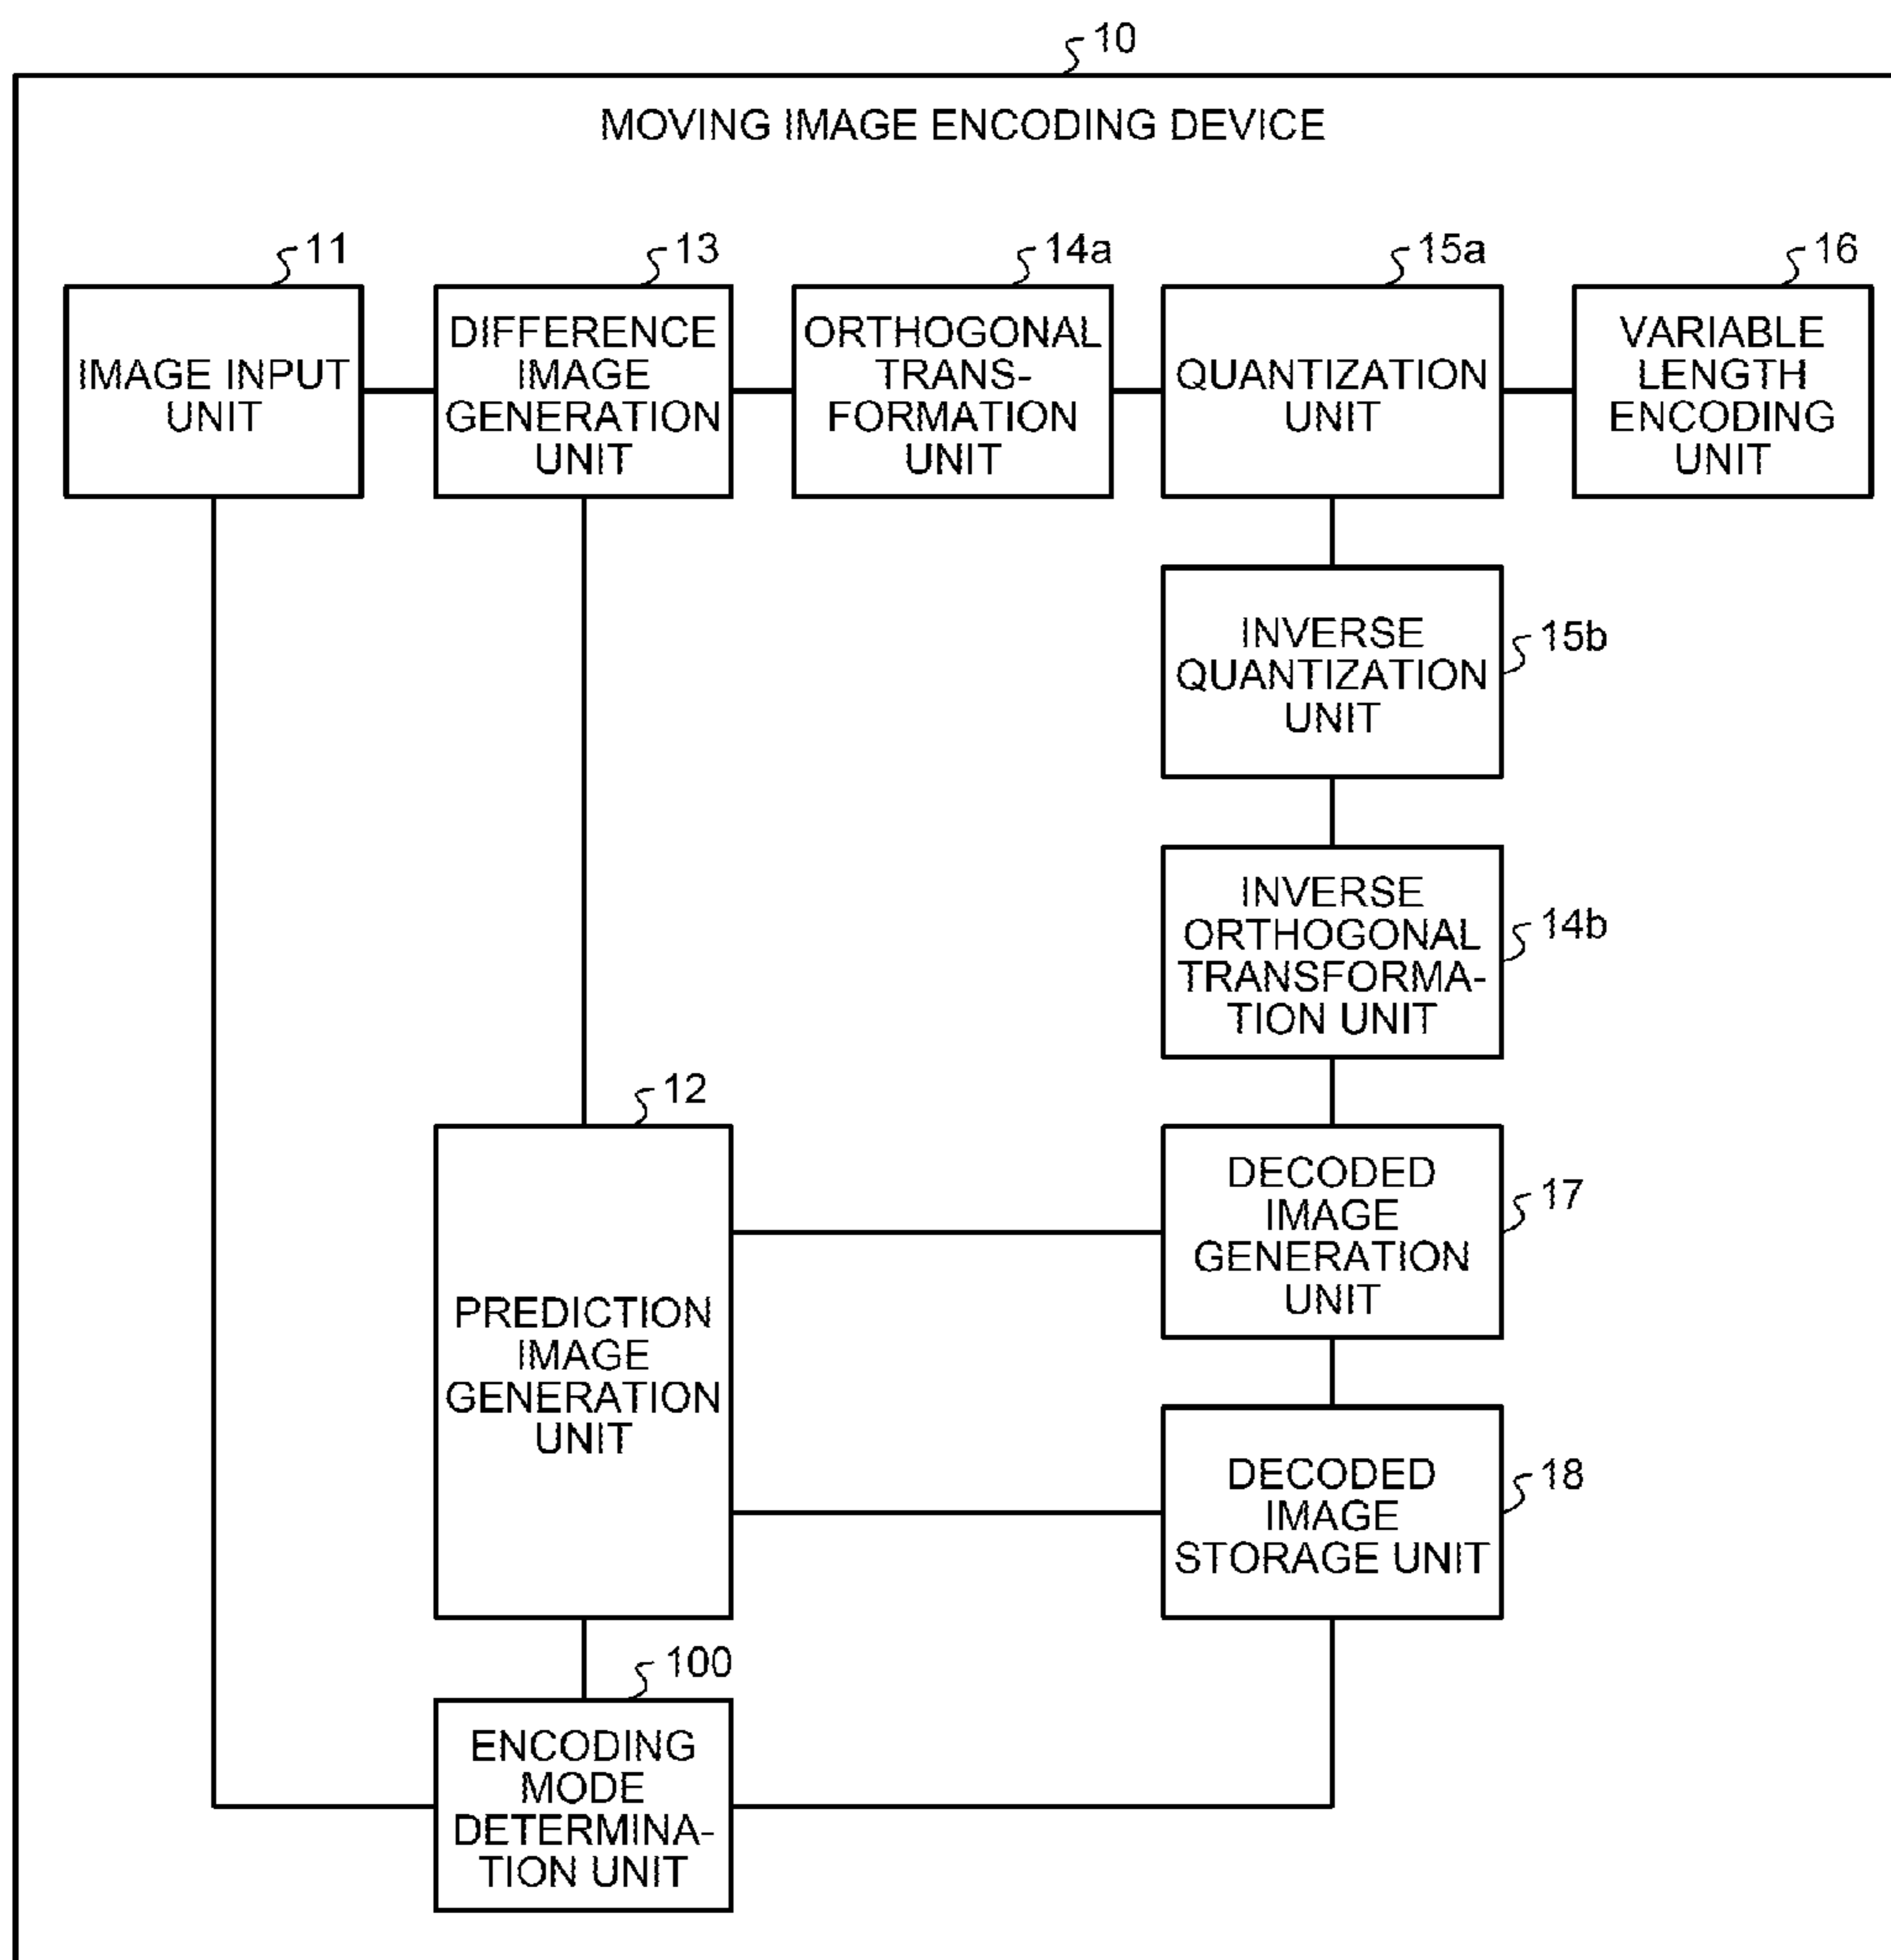 10
MOVING IMAGE ENCODING DEVICE
11
IMAGE INPUT
UNIT
13
DIFFERENCE
IMAGE
GENERATION
UNIT
14a
ORTHOGONAL
TRANS-
FORMATION
UNIT
15a
QUANTIZATION
UNIT
16
VARIABLE
LENGTH
ENCODING
UNIT
INVERSE
QUANTIZATION
UNIT
15b
INVERSE
ORTHOGONAL
TRANSFORMA-
TION UNIT
14b
12
PREDICTION
IMAGE
GENERATION
UNIT
DECODED
IMAGE
GENERATION
UNIT
17
DECODED
IMAGE
STORAGE UNIT
18
100
ENCODING
MODE
DETERMINA-
TION UNIT